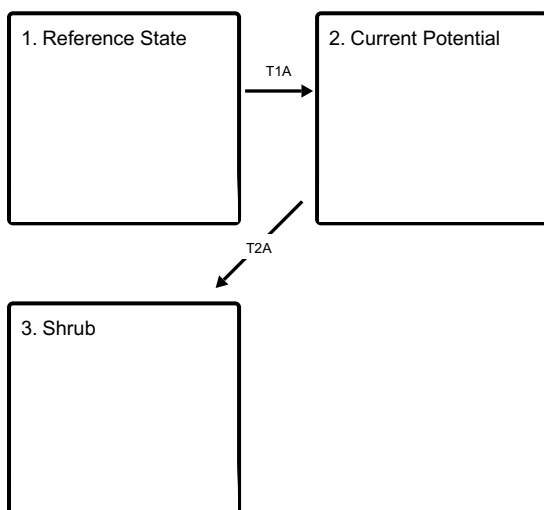 1. Reference State
2. Current Potential
T1A
T2A
3. Shrub